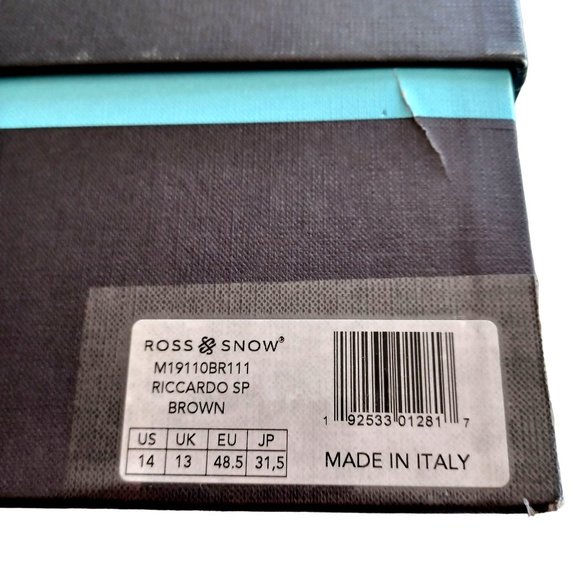 ROSS & SNOW®
M19110BR111
RICCARDO SP
BROWN
US UK EU JP
14 13 48.5 31,5
1 92533 01281 7
MADE IN ITALY